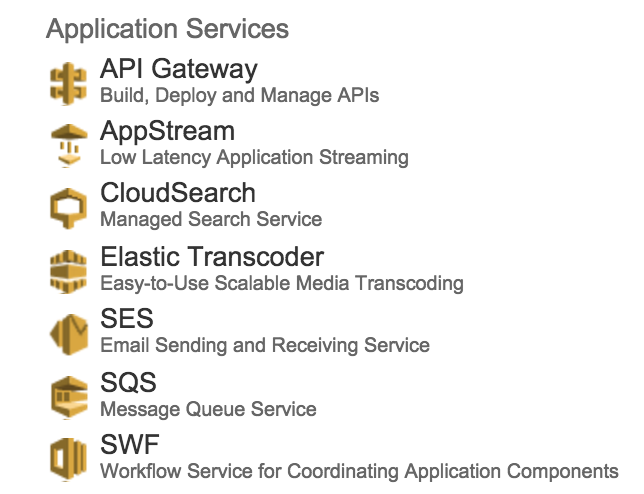 Application Services
API Gateway
Build, Deploy and Manage APIs
AppStream
Low Latency Application Streaming
CloudSearch
Managed Search Service
Elastic Transcoder
Easy-to-Use Scalable Media Transcoding
SES
Email Sending and Receiving Service
SQS
Message Queue Service
SWF
Workflow Service for Coordinating Application Components